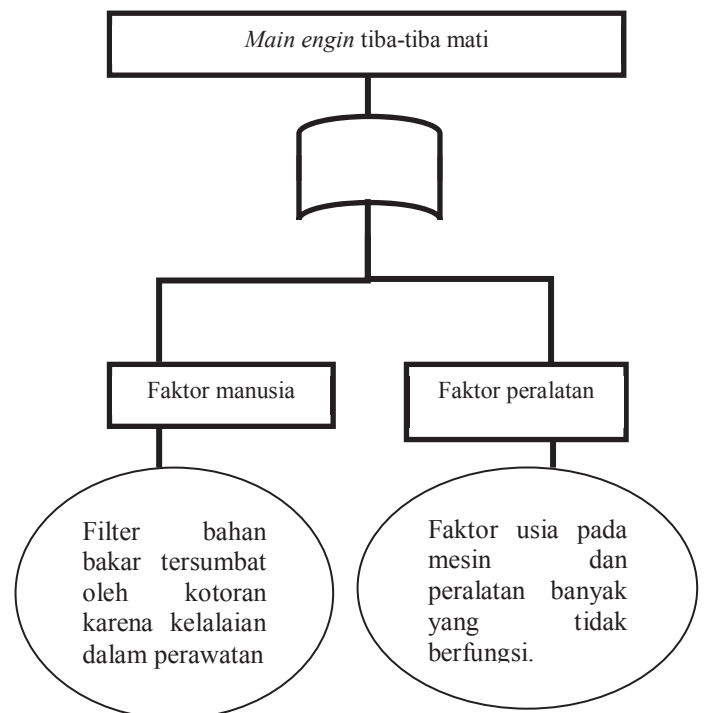 Main engin tiba-tiba mati
Faktor manusia
Faktor peralatan
Filter bahan
bakar tersumbat
oleh kotoran
karena kelalaian
dalam perawatan
Faktor usia pada
mesin dan
peralatan banyak
yang tidak
berfungsi.